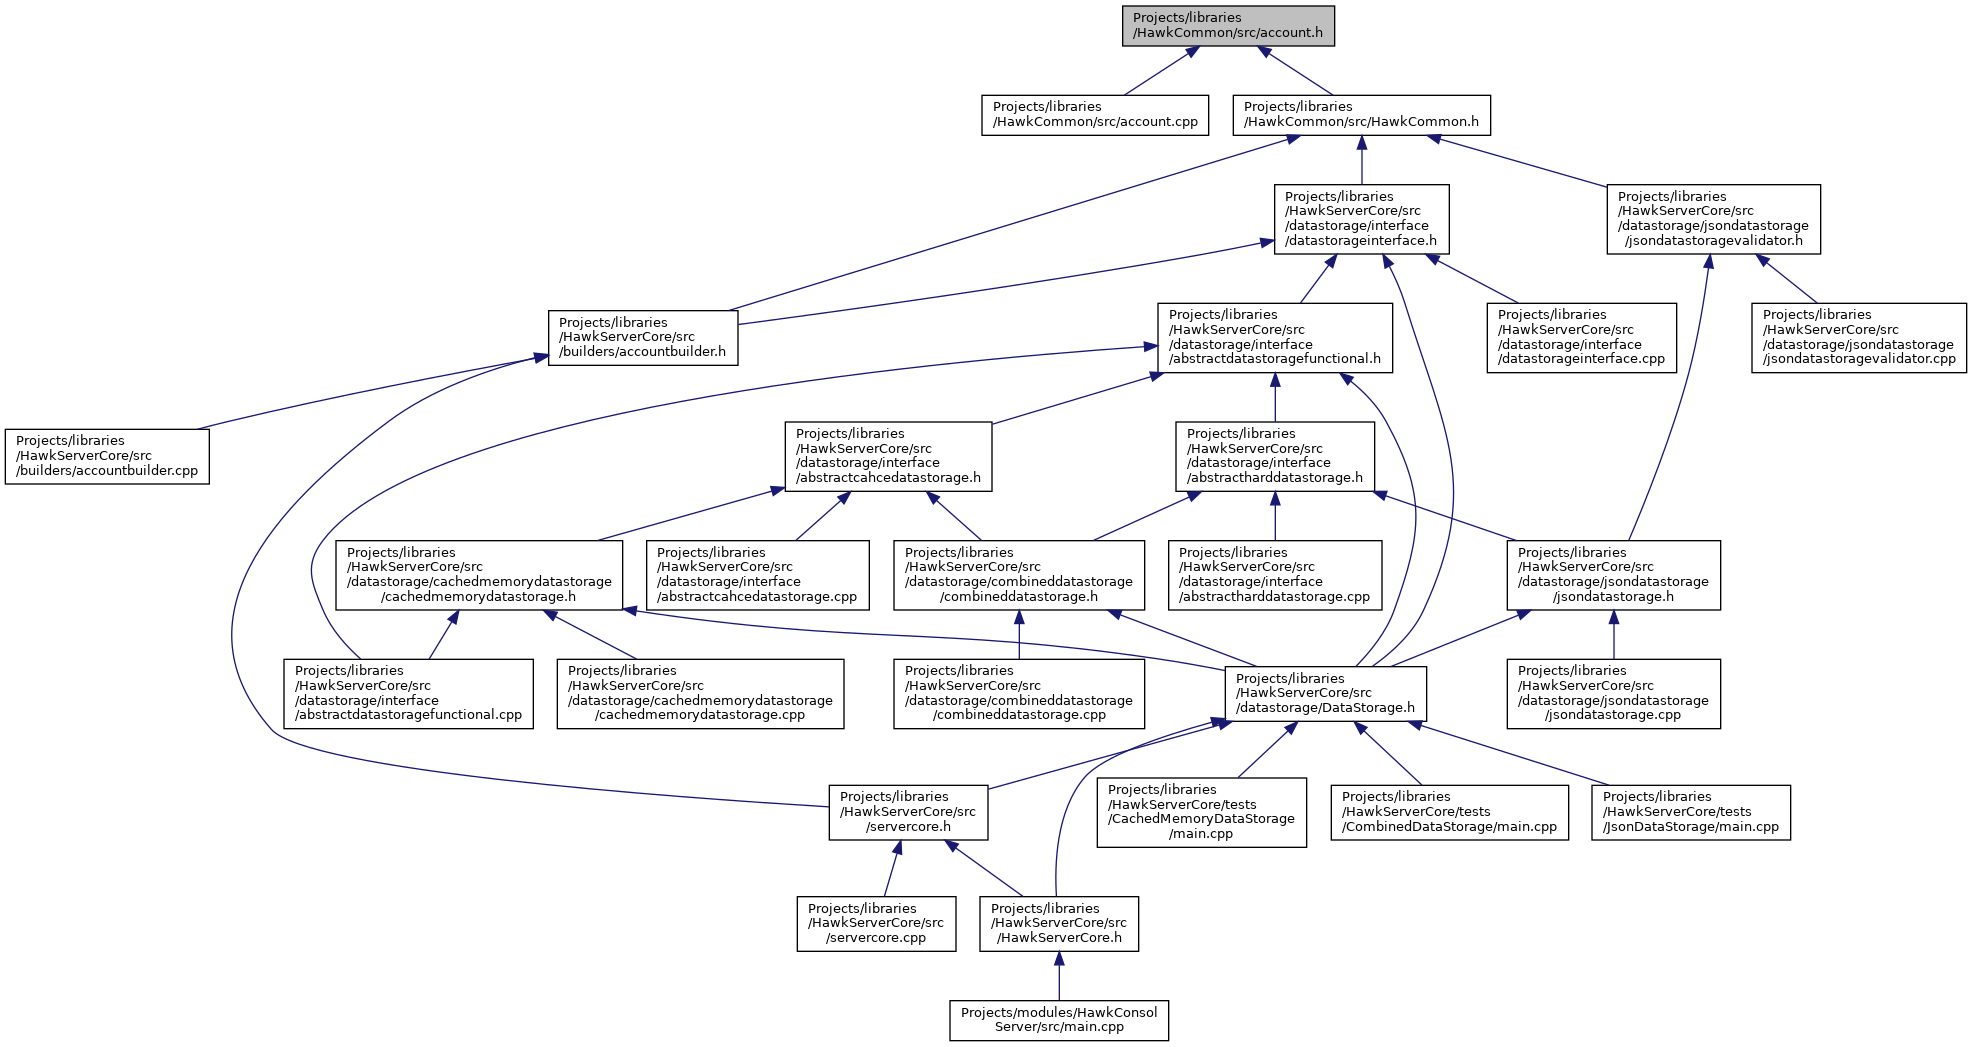 Projects/libraries
/HawkCommon/src/account.h
Projects/libraries
/HawkCommon/src/account.cpp
Projects/libraries
/HawkCommon/src/HawkCommon.h
Projects/libraries
/HawkServerCore/src
/datastorage/interface
/datastorageinterface.h
Projects/libraries
/HawkServerCore/src
/datastorage/jsondatastorage
/jsondatastoragevalidator.h
Projects/libraries
/HawkServerCore/src
/builders/accountbuilder.h
Projects/libraries
/HawkServerCore/src
/datastorage/interface
/abstractdatastoragefunctional.h
Projects/libraries
/HawkServerCore/src
/datastorage/interface
/datastorageinterface.cpp
Projects/libraries
/HawkServerCore/src
/datastorage/jsondatastorage
/jsondatastoragevalidator.cpp
Projects/libraries
/HawkServerCore/src
/builders/accountbuilder.cpp
Projects/libraries
/HawkServerCore/src
/datastorage/interface
/abstractcahcedatastorage.h
Projects/libraries
/HawkServerCore/src
/datastorage/interface
/abstractharddatastorage.h
Projects/libraries
/HawkServerCore/src
/datastorage/cachedmemorydatastorage
/cachedmemorydatastorage.h
Projects/libraries
/HawkServerCore/src
/datastorage/interface
/abstractcahcedatastorage.cpp
Projects/libraries
/HawkServerCore/src
/datastorage/combineddatastorage
/combineddatastorage.h
Projects/libraries
/HawkServerCore/src
/datastorage/interface
/abstractharddatastorage.cpp
Projects/libraries
/HawkServerCore/src
/datastorage/jsondatastorage
/jsondatastorage.h
Projects/libraries
/HawkServerCore/src
/datastorage/interface
/abstractdatastoragefunctional.cpp
Projects/libraries
/HawkServerCore/src
/datastorage/cachedmemorydatastorage
/cachedmemorydatastorage.cpp
Projects/libraries
/HawkServerCore/src
/datastorage/combineddatastorage
/combineddatastorage.cpp
Projects/libraries
/HawkServerCore/src
/datastorage/DataStorage.h
Projects/libraries
/HawkServerCore/src
/datastorage/jsondatastorage
/jsondatastorage.cpp
Projects/libraries
/HawkServerCore/src
/servercore.h
Projects/libraries
/HawkServerCore/tests
/CachedMemoryDataStorage
/main.cpp
Projects/libraries
/HawkServerCore/tests
/CombinedDataStorage/main.cpp
Projects/libraries
/HawkServerCore/tests
/JsonDataStorage/main.cpp
Projects/libraries
/HawkServerCore/src
/servercore.cpp
Projects/libraries
/HawkServerCore/src
/HawkServerCore.h
Projects/modules/HawkConsol
Server/src/main.cpp